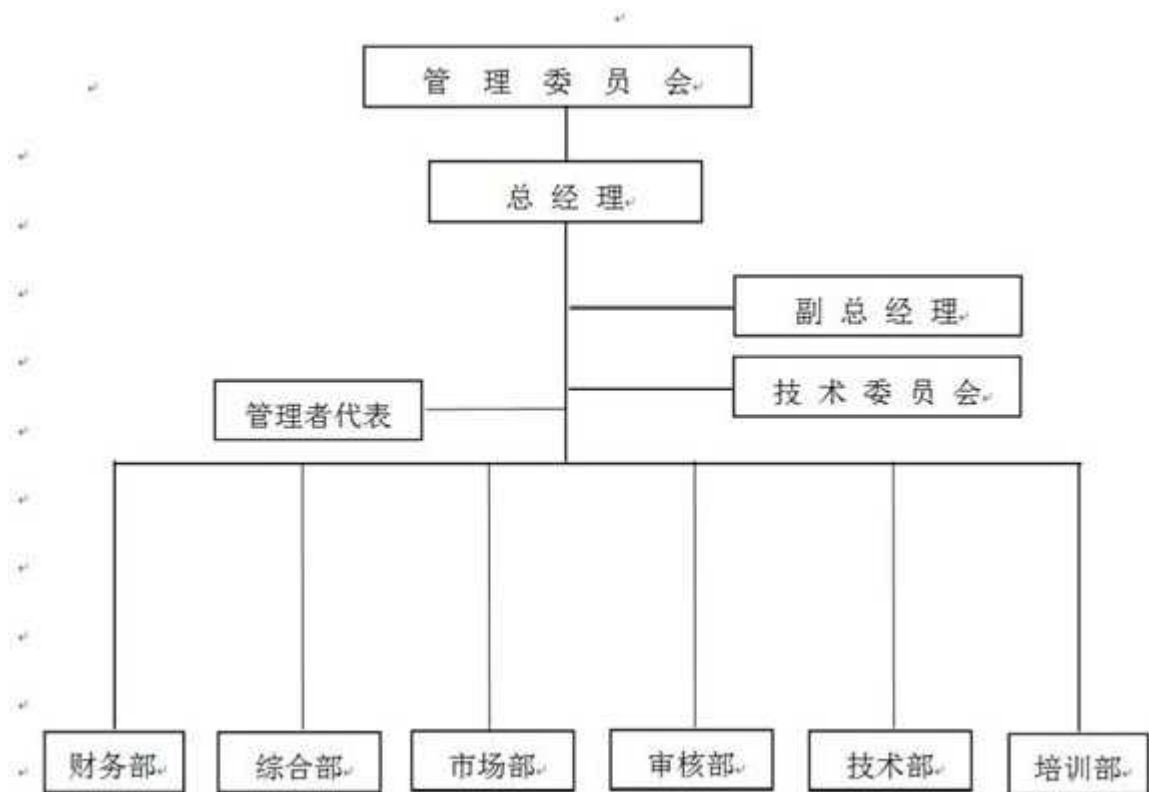 管理委员会
总经理
副总经理
技术委员会
管理者代表
财务部
综合部
市场部
审核部
技术部
培训部